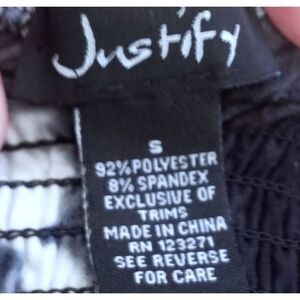 Justify
S
92% POLYESTER
8% SPANDEX
EXCLUSIVE OF
TRIMS
MADE IN CHINA
RN 123271
SEE REVERSE
FOR CARE